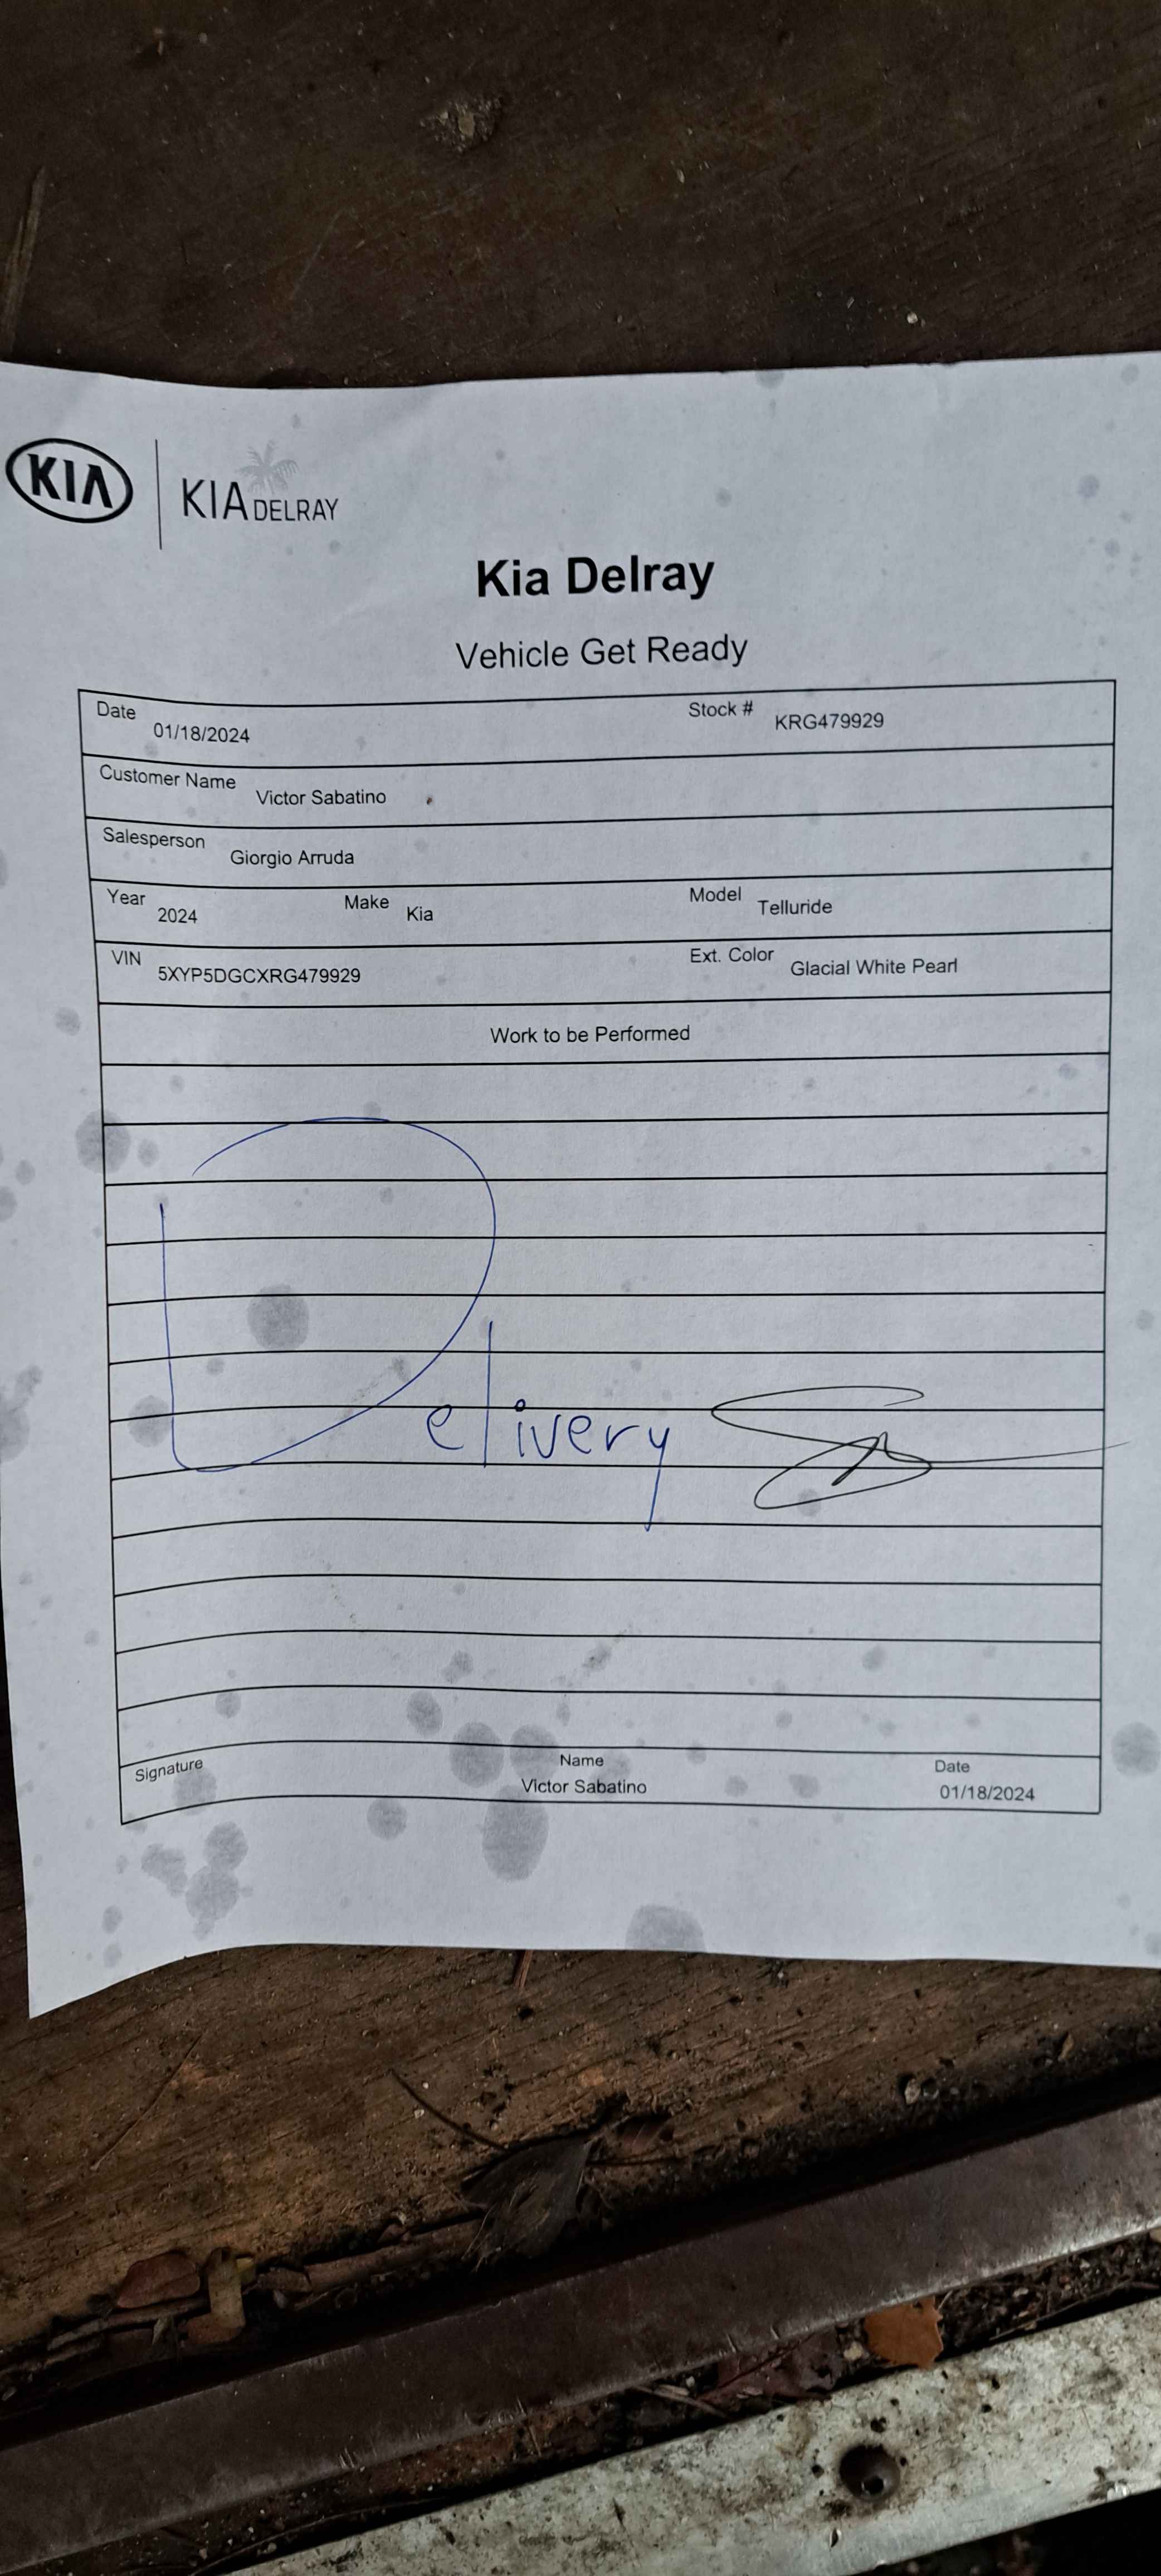 KIA KIA DELRAY
Kia Delray
Vehicle Get Ready
Date 01/18/2024 Stock # KRG479929
Customer Name Victor Sabatino
Salesperson Giorgio Arruda
Year 2024 Make Kia Model Telluride
VIN 5XYP5DGCXRG479929 Ext. Color Glacial White Pearl
Work to be Performed
Delivery
Signature Name Victor Sabatino Date 01/18/2024